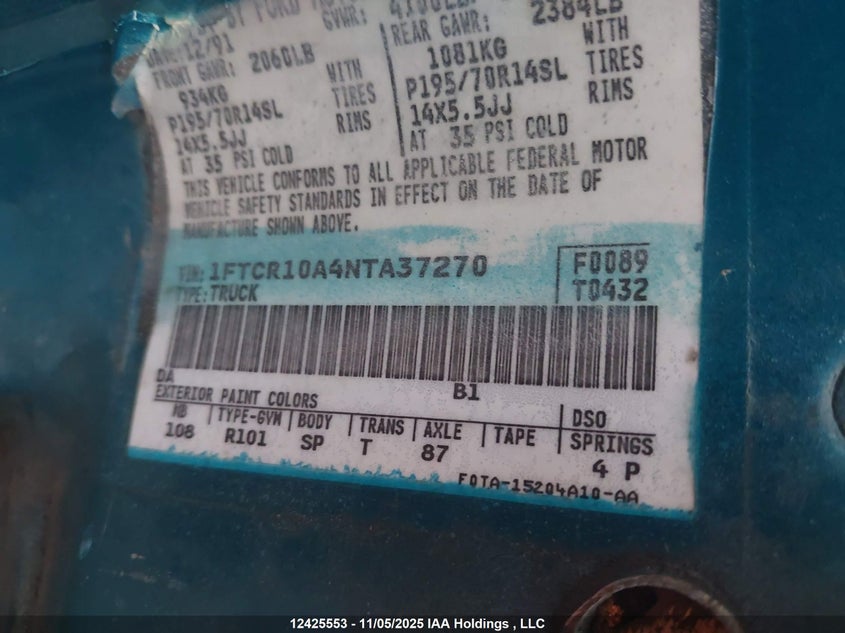 BY FORD
DATE: 12/91 GVWR:
FRONT GAWR: 2060LB REAR GAWR: 2384LB
934KG WITH 1081KG WITH
P195/70R14SL TIRES P195/70R14SL TIRES
14X5.5JJ RIMS 14X5.5JJ RIMS
AT 35 PSI COLD AT 35 PSI COLD
THIS VEHICLE CONFORMS TO ALL APPLICABLE FEDERAL MOTOR
VEHICLE SAFETY STANDARDS IN EFFECT ON THE DATE OF
MANUFACTURE SHOWN ABOVE.
VIN: 1FTCR10A4NTA37270 F0089
TYPE: TRUCK T0432
DA B1
EXTERIOR PAINT COLORS DSO
WB TYPE-GVW BODY TRANS AXLE TAPE SPRINGS
108 R101 SP T 87 4 P
F0TA-15204A10-AA
12425553 - 11/05/2025 IAA Holdings , LLC